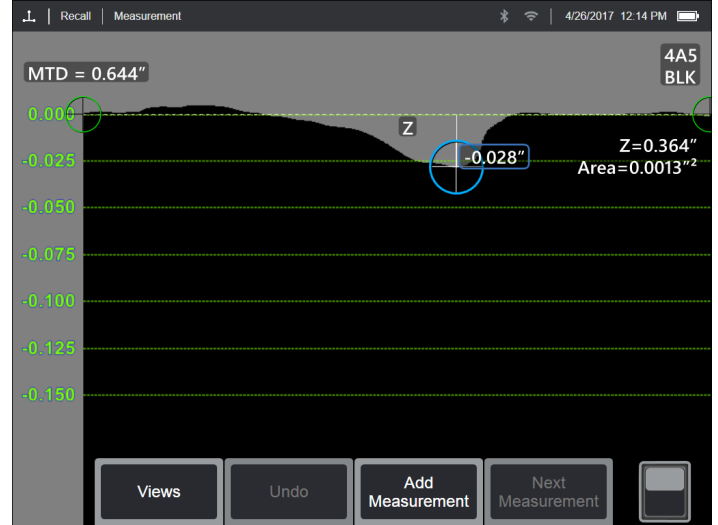 Recall Measurement 4/26/2017 12:14 PM
MTD = 0.644"
4A5
BLK
0.000
Z
-0.028"
Z=0.364"
Area=0.0013"²
-0.025
-0.050
-0.075
-0.100
-0.125
-0.150
Views
Undo
Add
Measurement
Next
Measurement